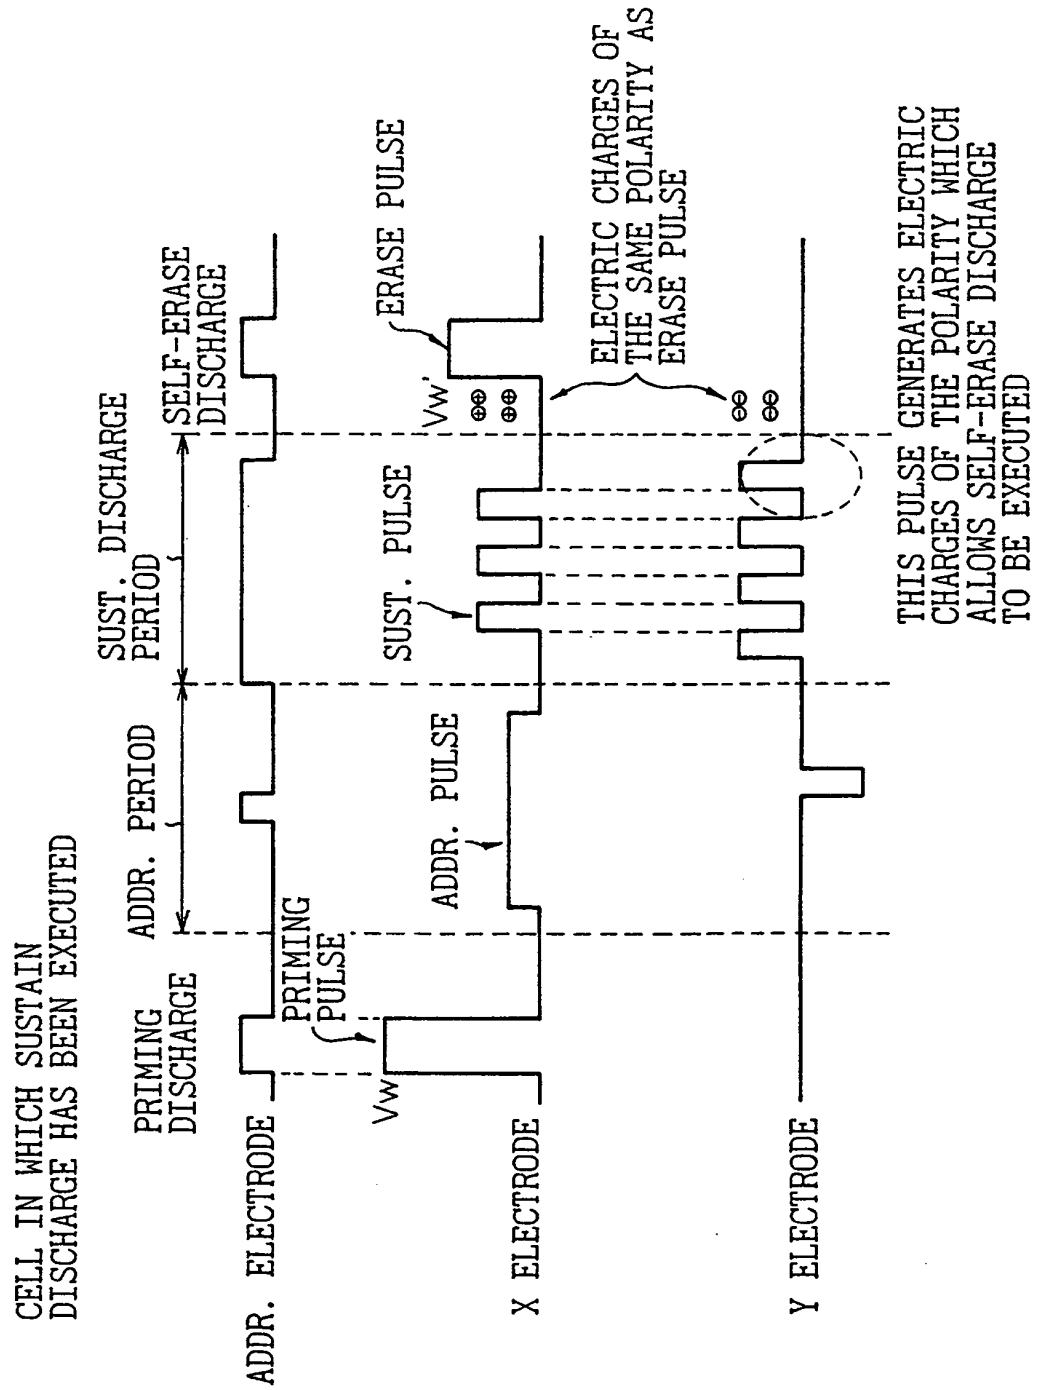 CELL IN WHICH SUSTAIN
DISCHARGE HAS BEEN EXECUTED
PRIMING
DISCHARGE
ADDR. PERIOD
SUST. DISCHARGE
PERIOD
SELF-ERASE
DISCHARGE
ADDR. ELECTRODE
PRIMING
PULSE
Vw
ADDR. PULSE
SUST. PULSE
Vw'
ERASE PULSE
X ELECTRODE
⊕⊕
⊕⊕
ELECTRIC CHARGES OF
THE SAME POLARITY AS
ERASE PULSE
⊖⊖
⊖⊖
Y ELECTRODE
THIS PULSE GENERATES ELECTRIC
CHARGES OF THE POLARITY WHICH
ALLOWS SELF-ERASE DISCHARGE
TO BE EXECUTED